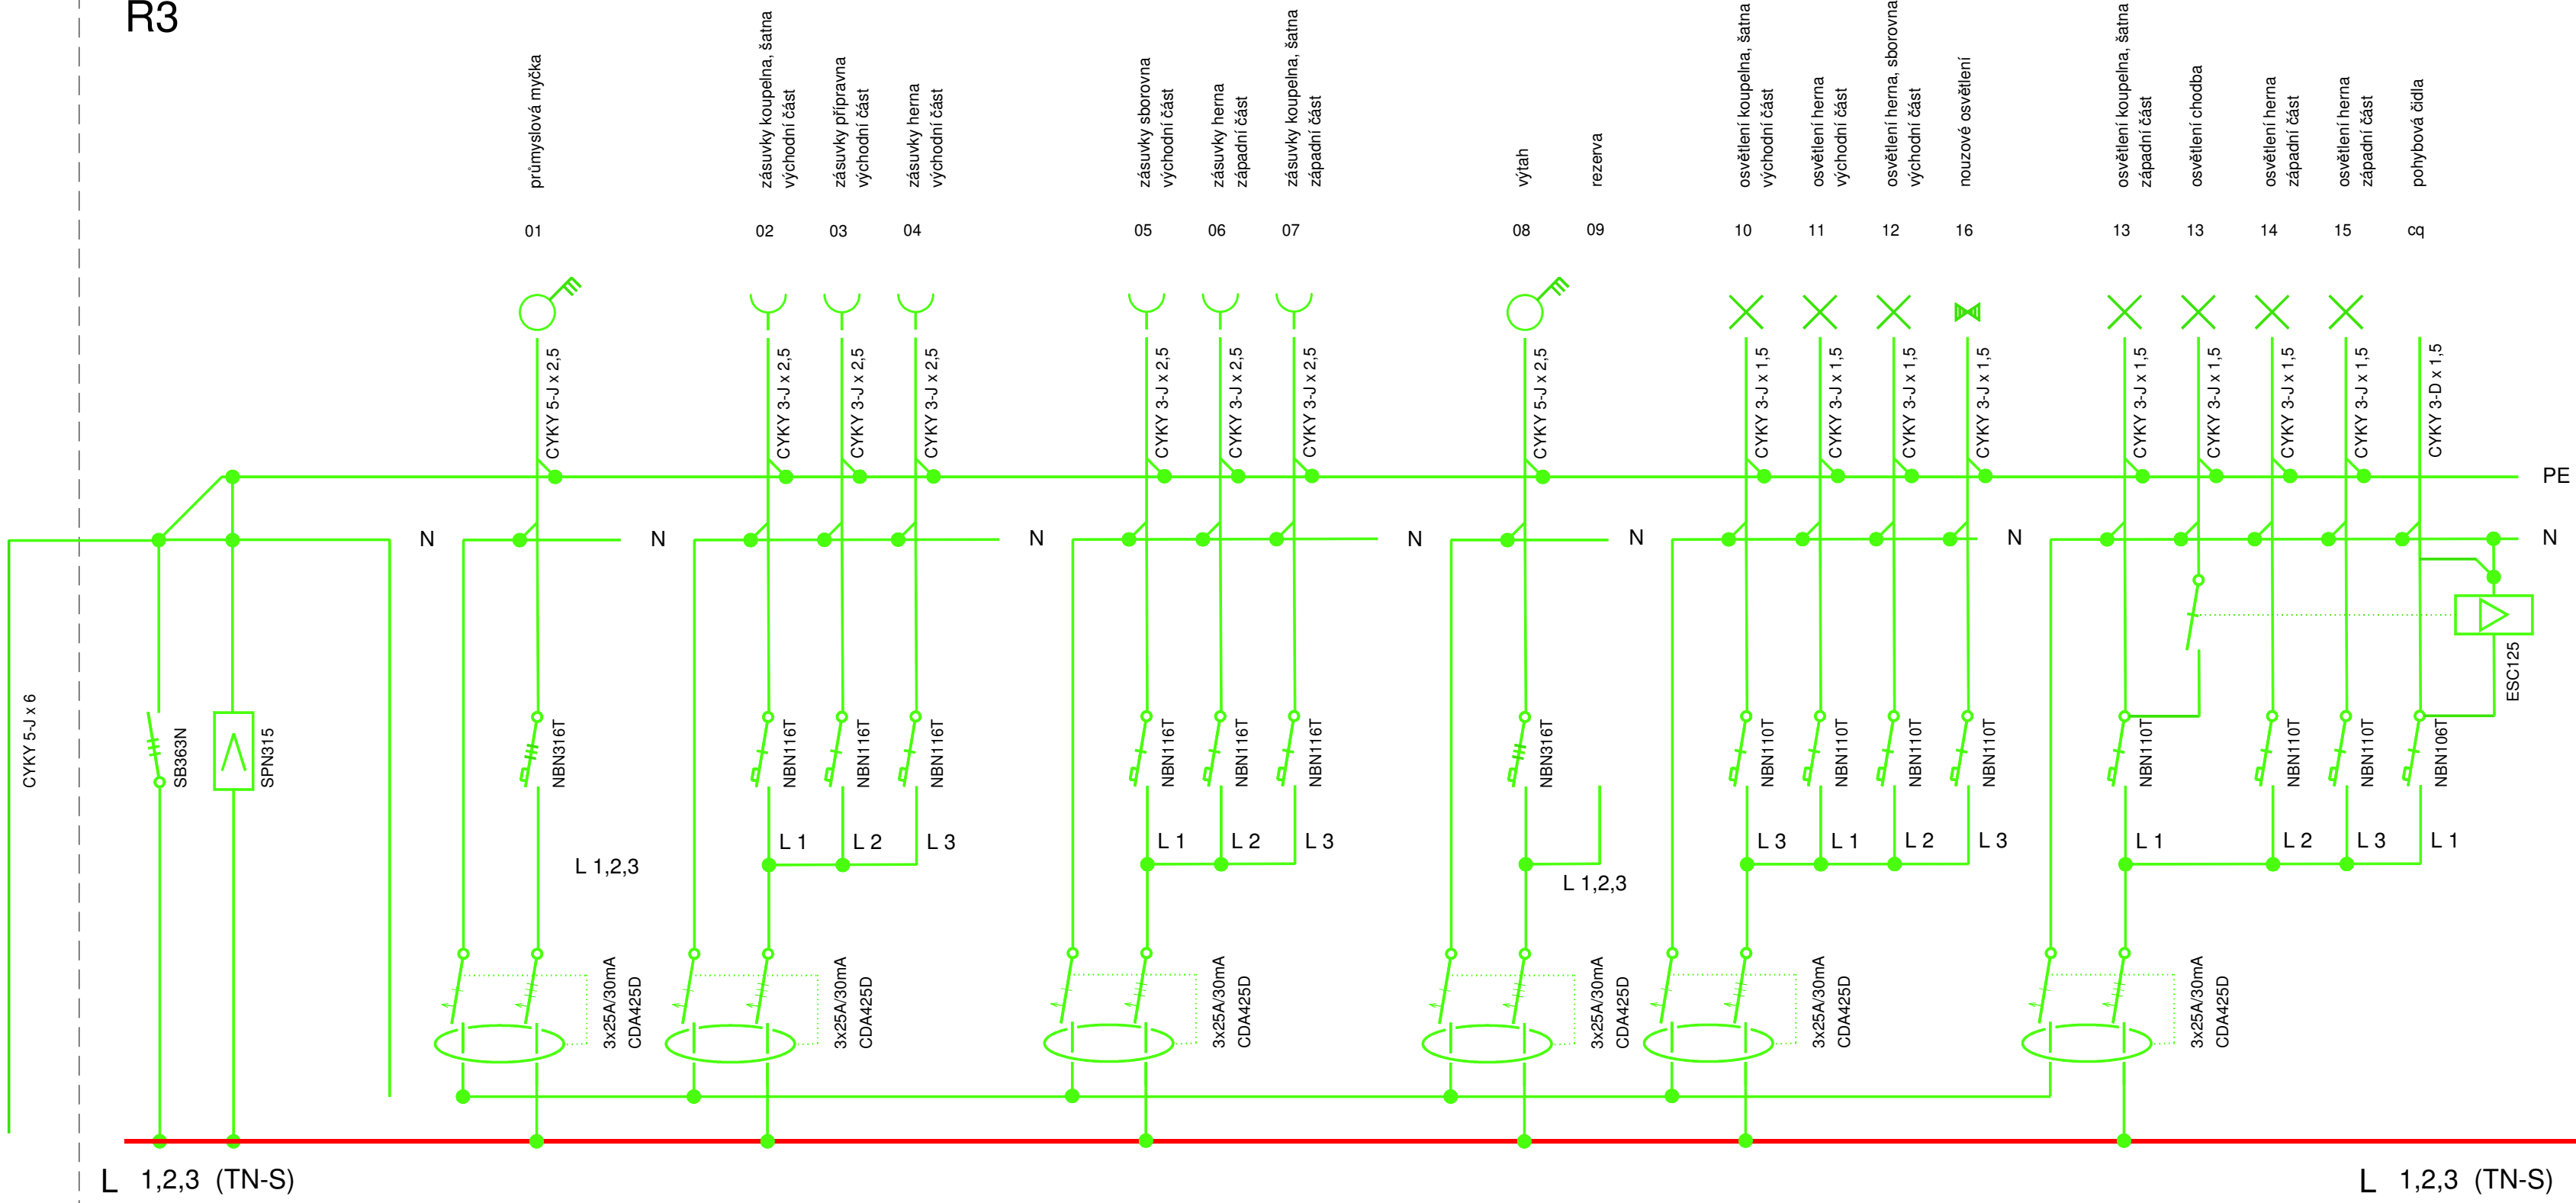 R3
průmyslová myčka
zásuvky koupelna, šatna
východní část
zásuvky přípravna
východní část
zásuvky herna
východní část
zásuvky sborovna
východní část
zásuvky herna
západní část
zásuvky koupelna, šatna
západní část
výtah
rezerva
osvětlení koupelna, šatna
východní část
osvětlení herna
východní část
osvětlení herna, sborovna
východní část
nouzové osvětlení
osvětlení koupelna, šatna
západní část
osvětlení chodba
osvětlení herna
západní část
osvětlení herna
západní část
pohybová čidla
01
02
03
04
05
06
07
08
09
10
11
12
16
13
13
14
15
cq
CYKY 5-J x 2,5
CYKY 3-J x 2,5
CYKY 3-J x 2,5
CYKY 3-J x 2,5
CYKY 3-J x 2,5
CYKY 3-J x 2,5
CYKY 3-J x 2,5
CYKY 5-J x 2,5
CYKY 3-J x 1,5
CYKY 3-J x 1,5
CYKY 3-J x 1,5
CYKY 3-J x 1,5
CYKY 3-J x 1,5
CYKY 3-J x 1,5
CYKY 3-J x 1,5
CYKY 3-J x 1,5
CYKY 3-D x 1,5
PE
N
N
N
N
N
N
N
ESC125
CYKY 5-J x 6
SB363N
SPN315
NBN316T
NBN116T
NBN116T
NBN116T
NBN116T
NBN116T
NBN116T
NBN316T
NBN110T
NBN110T
NBN110T
NBN110T
NBN110T
NBN110T
NBN110T
NBN106T
L 1,2,3
L 1
L 2
L 3
L 1
L 2
L 3
L 1,2,3
L 3
L 1
L 2
L 3
L 1
L 2
L 3
L 1
3x25A/30mA
CDA425D
3x25A/30mA
CDA425D
3x25A/30mA
CDA425D
3x25A/30mA
CDA425D
3x25A/30mA
CDA425D
3x25A/30mA
CDA425D
L 1,2,3 (TN-S)
L 1,2,3 (TN-S)